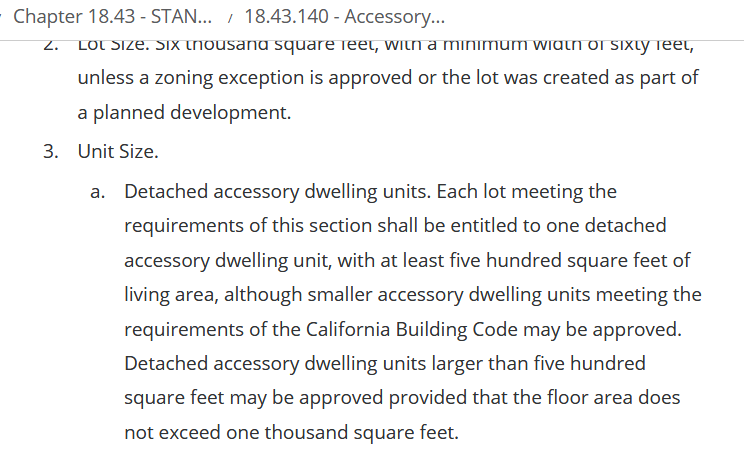 Chapter 18.43 - STAN... / 18.43.140 - Accessory...
2. Lot Size. Six thousand square feet, with a minimum width of sixty feet,
unless a zoning exception is approved or the lot was created as part of
a planned development.
3. Unit Size.
a. Detached accessory dwelling units. Each lot meeting the
requirements of this section shall be entitled to one detached
accessory dwelling unit, with at least five hundred square feet of
living area, although smaller accessory dwelling units meeting the
requirements of the California Building Code may be approved.
Detached accessory dwelling units larger than five hundred
square feet may be approved provided that the floor area does
not exceed one thousand square feet.